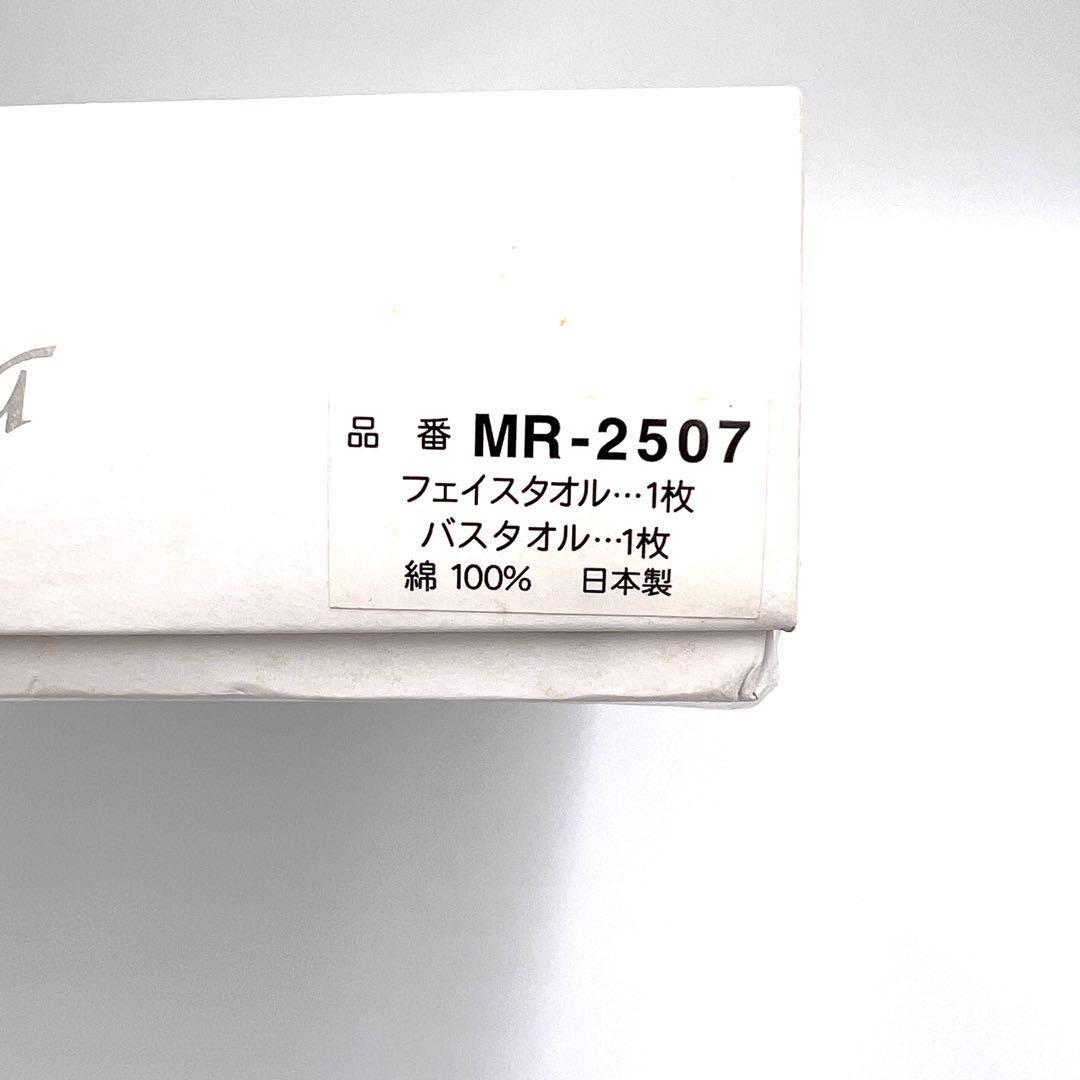 品 番 MR-2507
フェイスタオル…1枚
バスタオル…1枚
綿 100% 日本製